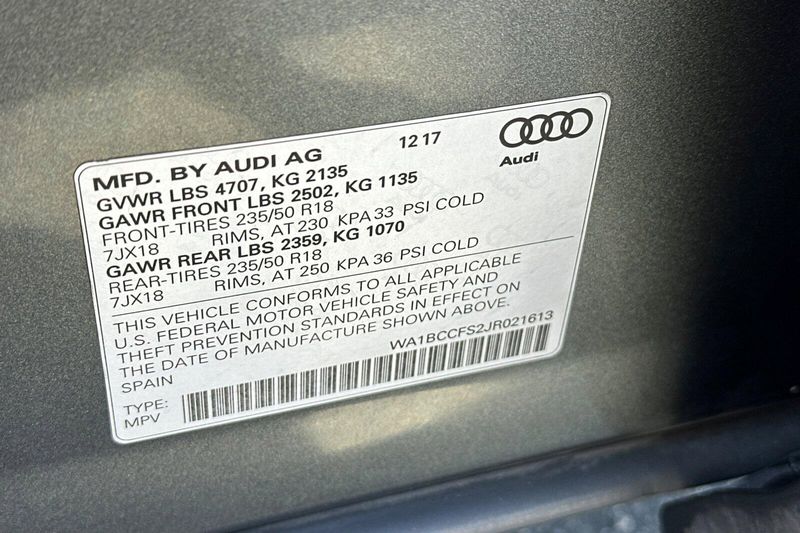 MFD. BY AUDI AG 12 17
Audi
GVWR LBS 4707, KG 2135
GAWR FRONT LBS 2502, KG 1135
FRONT-TIRES 235/50 R18
7JX18 RIMS, AT 230 KPA 33 PSI COLD
GAWR REAR LBS 2359, KG 1070
REAR-TIRES 235/50 R18
7JX18 RIMS, AT 250 KPA 36 PSI COLD
THIS VEHICLE CONFORMS TO ALL APPLICABLE
U.S. FEDERAL MOTOR VEHICLE SAFETY AND
THEFT PREVENTION STANDARDS IN EFFECT ON
THE DATE OF MANUFACTURE SHOWN ABOVE.
SPAIN WA1BCCFS2JR021613
TYPE:
MPV